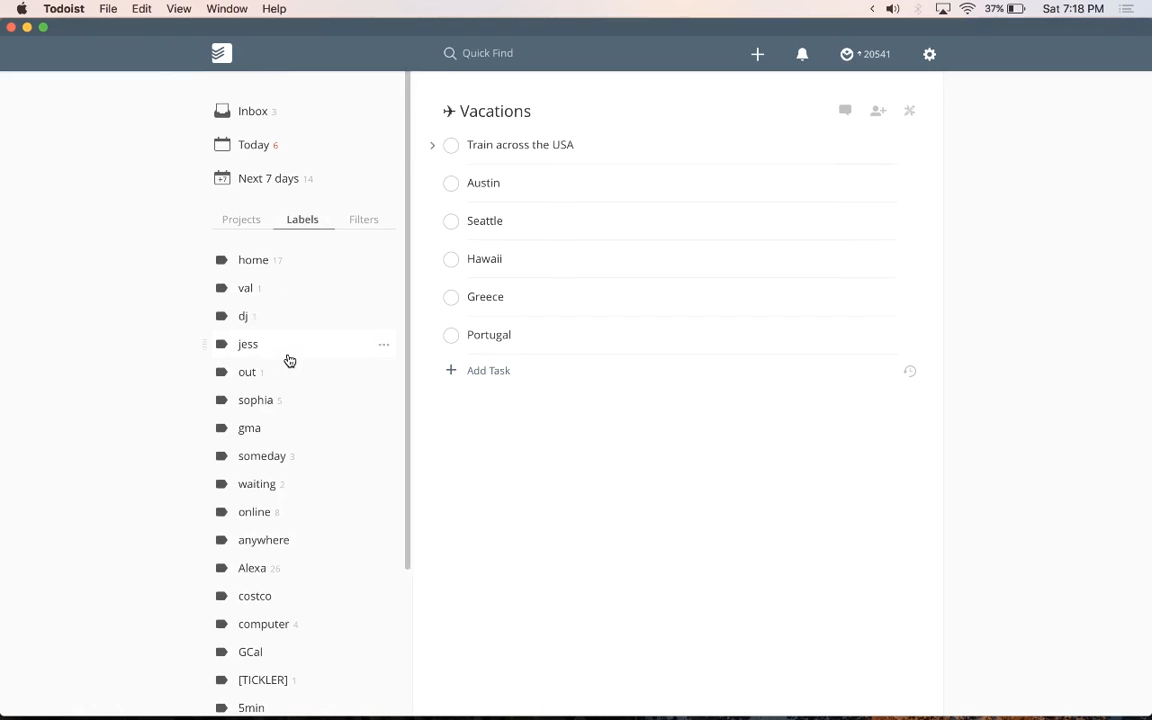 Todoist File Edit View Window Help
37% Sat 7:18 PM
Quick Find
20541
Inbox 3
Today 6
+7 Next 7 days 14
Projects Labels Filters
home 17
val 1
dj 1
jess
out 1
sophia 5
gma
someday 3
waiting 2
online 8
anywhere
Alexa 26
costco
computer 4
GCal
[TICKLER] 1
5min
Vacations
Train across the USA
Austin
Seattle
Hawaii
Greece
Portugal
+ Add Task